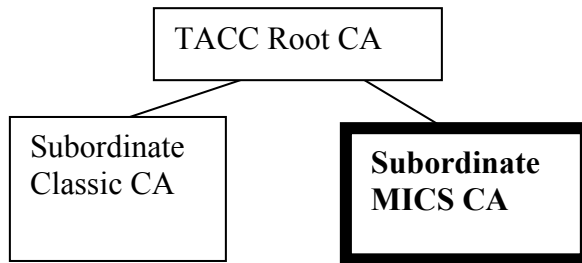 TACC Root CA
Subordinate
Classic CA
Subordinate
MICS CA